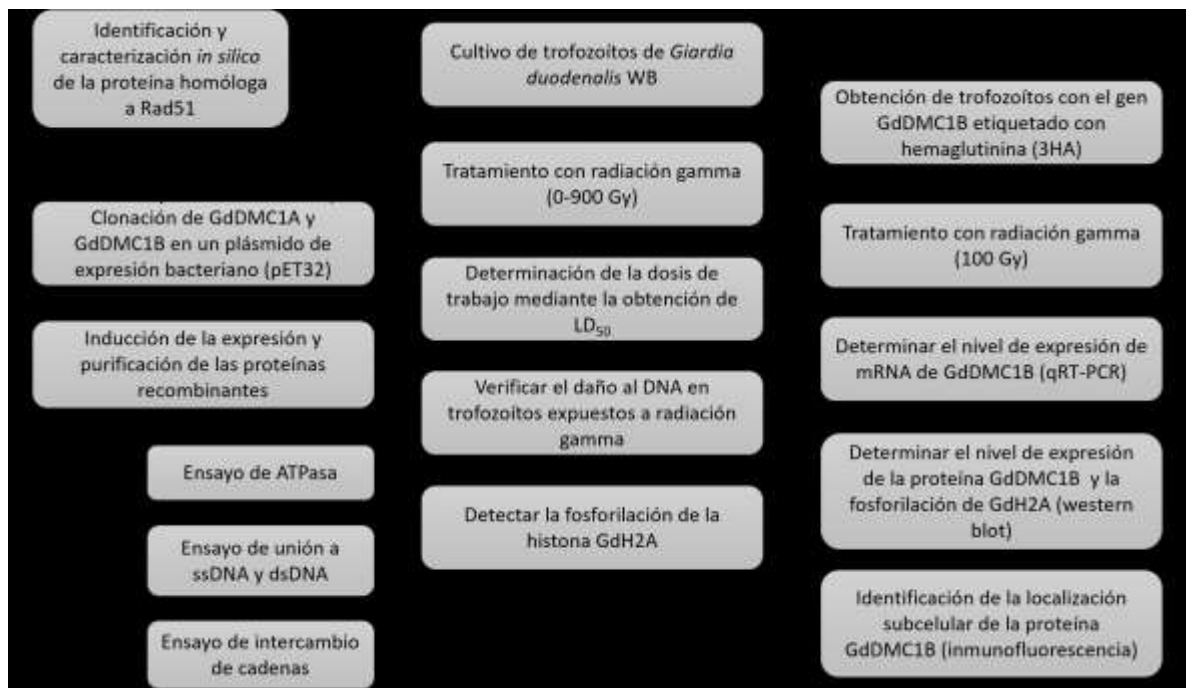 Identificación y
caracterización in silico
de la proteína homóloga
a Rad51
Clonación de GdDMC1A y
GdDMC1B en un plásmido de
expresión bacteriano (pET32)
Inducción de la expresión y
purificación de las proteínas
recombinantes
Ensayo de ATPasa
Ensayo de unión a
ssDNA y dsDNA
Ensayo de intercambio
de cadenas
Cultivo de trofozoítos de Giardia
duodenalis WB
Tratamiento con radiación gamma
(0-900 Gy)
Determinación de la dosis de
trabajo mediante la obtención de
LD50
Verificar el daño al DNA en
trofozoítos expuestos a radiación
gamma
Detectar la fosforilación de la
histona GdH2A
Obtención de trofozoítos con el gen
GdDMC1B etiquetado con
hemaglutinina (3HA)
Tratamiento con radiación gamma
(100 Gy)
Determinar el nivel de expresión de
mRNA de GdDMC1B (qRT-PCR)
Determinar el nivel de expresión
de la proteína GdDMC1B y la
fosforilación de GdH2A (western
blot)
Identificación de la localización
subcelular de la proteína
GdDMC1B (inmunofluorescencia)